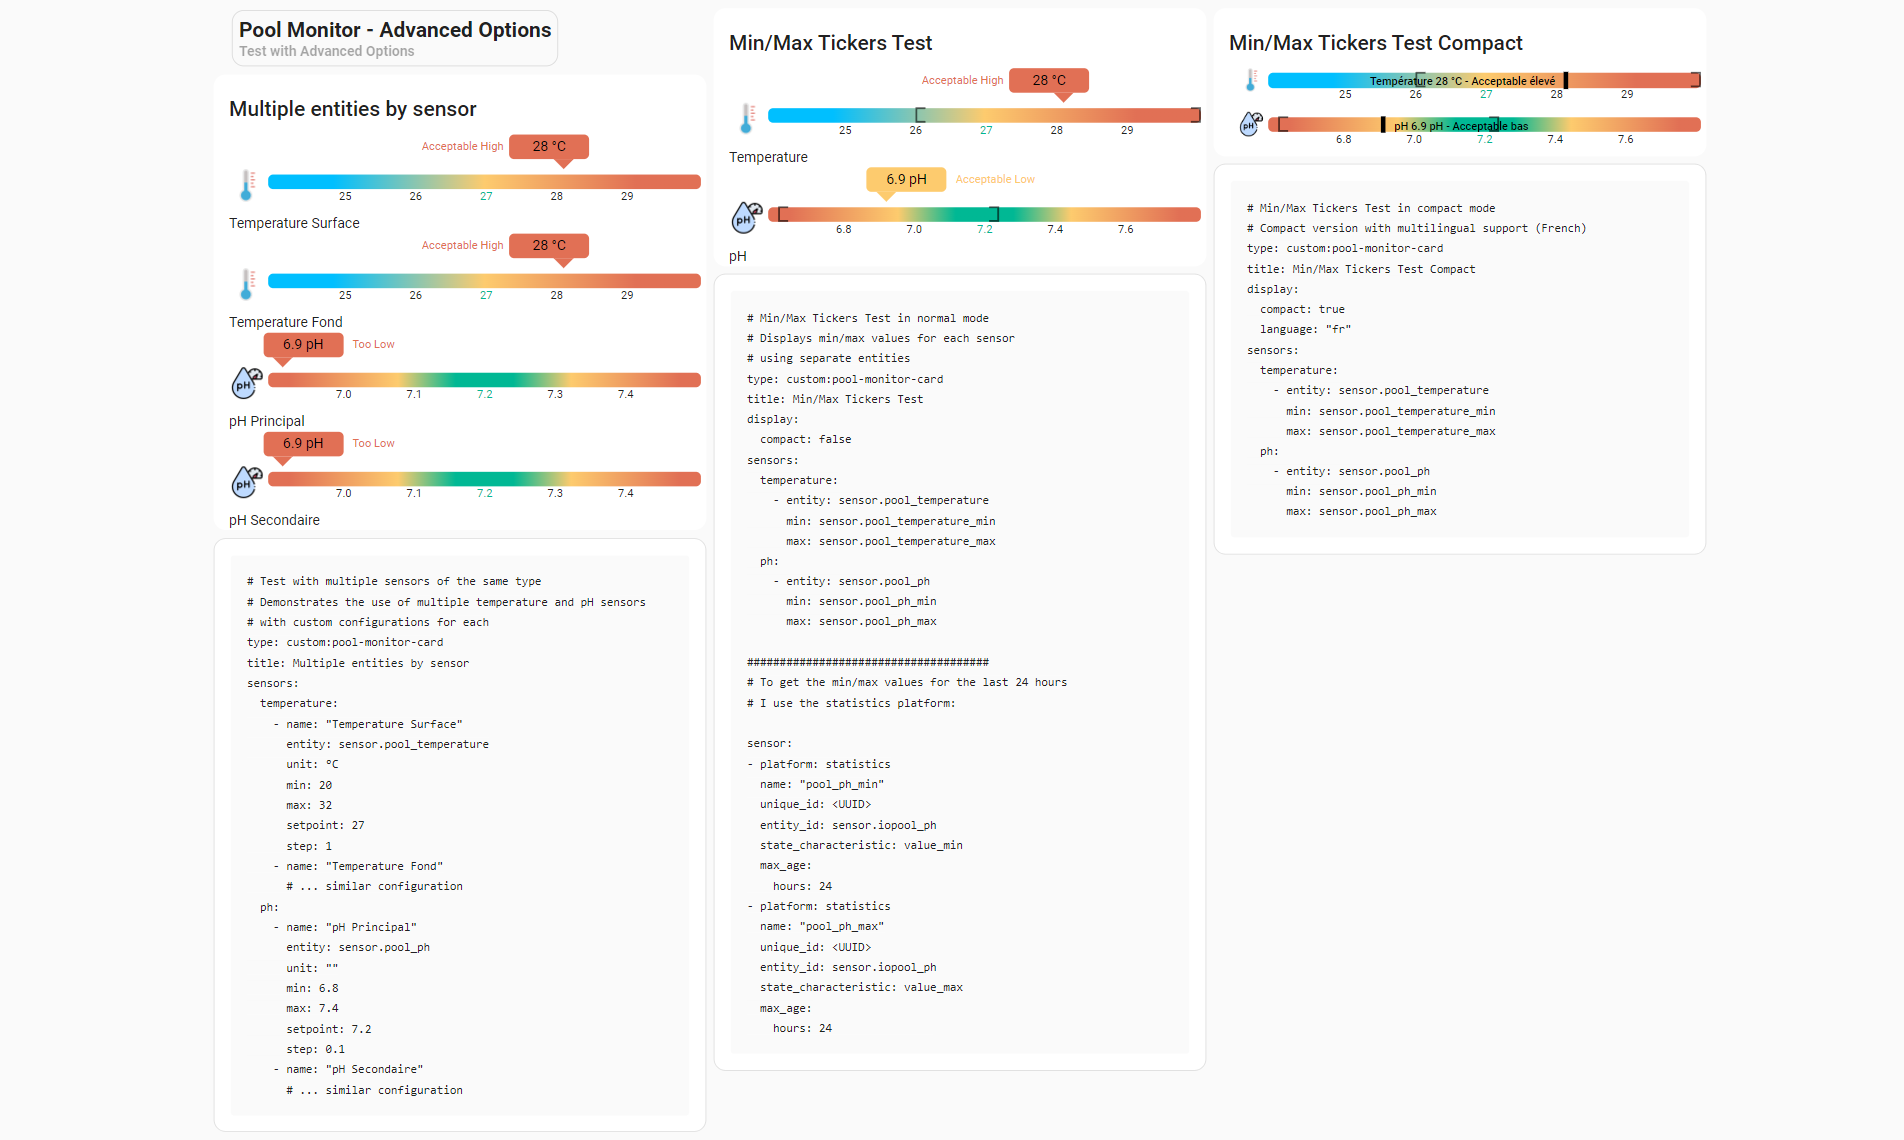 Pool Monitor - Advanced Options
Test with Advanced Options
Multiple entities by sensor
Acceptable High 28 °C
25 26 27 28 29
Temperature Surface
Acceptable High 28 °C
25 26 27 28 29
Temperature Fond
6.9 pH Too Low
pH
7.0 7.1 7.2 7.3 7.4
pH Principal
6.9 pH Too Low
pH
7.0 7.1 7.2 7.3 7.4
pH Secondaire
# Test with multiple sensors of the same type
# Demonstrates the use of multiple temperature and pH sensors
# with custom configurations for each
type: custom:pool-monitor-card
title: Multiple entities by sensor
sensors:
  temperature:
    - name: "Temperature Surface"
      entity: sensor.pool_temperature
      unit: °C
      min: 20
      max: 32
      setpoint: 27
      step: 1
    - name: "Temperature Fond"
      # ... similar configuration
  ph:
    - name: "pH Principal"
      entity: sensor.pool_ph
      unit: ""
      min: 6.8
      max: 7.4
      setpoint: 7.2
      step: 0.1
    - name: "pH Secondaire"
      # ... similar configuration
Min/Max Tickers Test
Acceptable High 28 °C
25 26 27 28 29
Temperature
6.9 pH Acceptable Low
pH
6.8 7.0 7.2 7.4 7.6
pH
# Min/Max Tickers Test in normal mode
# Displays min/max values for each sensor
# using separate entities
type: custom:pool-monitor-card
title: Min/Max Tickers Test
display:
  compact: false
sensors:
  temperature:
    - entity: sensor.pool_temperature
      min: sensor.pool_temperature_min
      max: sensor.pool_temperature_max
  ph:
    - entity: sensor.pool_ph
      min: sensor.pool_ph_min
      max: sensor.pool_ph_max
#####################################
# To get the min/max values for the last 24 hours
# I use the statistics platform:
sensor:
- platform: statistics
  name: "pool_ph_min"
  unique_id: <UUID>
  entity_id: sensor.iopool_ph
  state_characteristic: value_min
  max_age:
    hours: 24
- platform: statistics
  name: "pool_ph_max"
  unique_id: <UUID>
  entity_id: sensor.iopool_ph
  state_characteristic: value_max
  max_age:
    hours: 24
Min/Max Tickers Test Compact
Température 28 °C - Acceptable élevé
25 26 27 28 29
pH
pH 6.9 pH - Acceptable bas
6.8 7.0 7.2 7.4 7.6
# Min/Max Tickers Test in compact mode
# Compact version with multilingual support (French)
type: custom:pool-monitor-card
title: Min/Max Tickers Test Compact
display:
  compact: true
  language: "fr"
sensors:
  temperature:
    - entity: sensor.pool_temperature
      min: sensor.pool_temperature_min
      max: sensor.pool_temperature_max
  ph:
    - entity: sensor.pool_ph
      min: sensor.pool_ph_min
      max: sensor.pool_ph_max